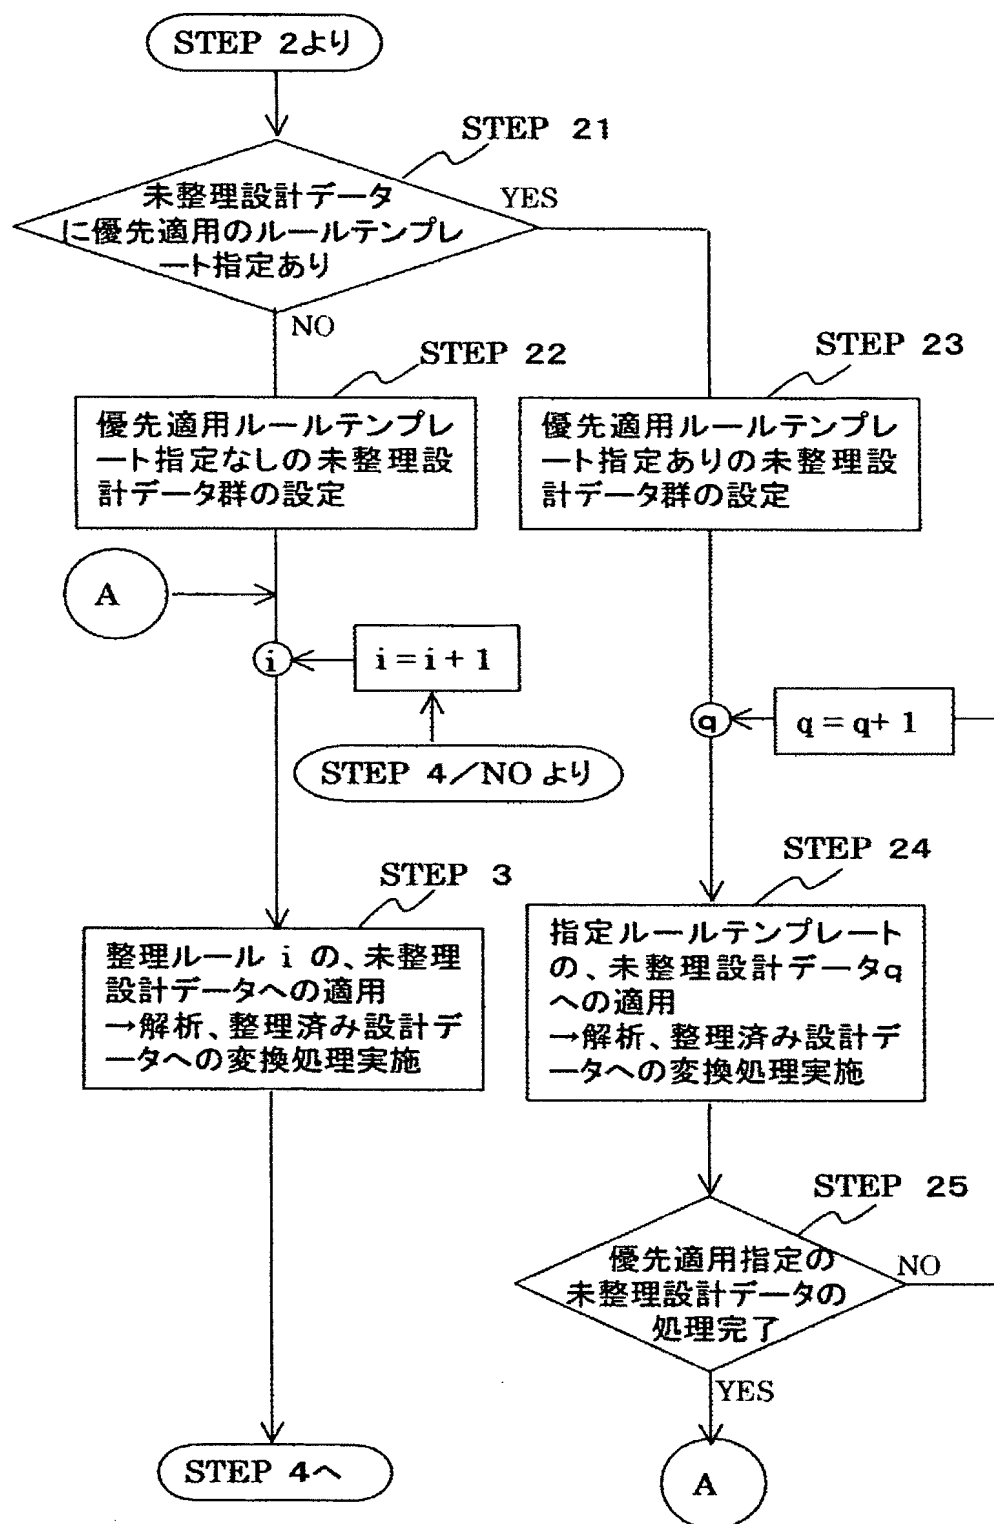 STEP 2より
STEP 21
未整理設計データ
に優先適用のルールテンプレ
ート指定あり
YES
NO
STEP 22
優先適用ルールテンプレ
ート指定なしの未整理設
計データ群の設定
STEP 23
優先適用ルールテンプレ
ート指定ありの未整理設
計データ群の設定
A
i
i = i + 1
STEP 4/NO より
q
q = q+ 1
STEP 3
整理ルール i の、未整理
設計データへの適用
→解析、整理済み設計デ
ータへの変換処理実施
STEP 24
指定ルールテンプレート
の、未整理設計データq
への適用
→解析、整理済み設計デ
ータへの変換処理実施
STEP 25
優先適用指定の
未整理設計データの
処理完了
NO
YES
STEP 4へ
A